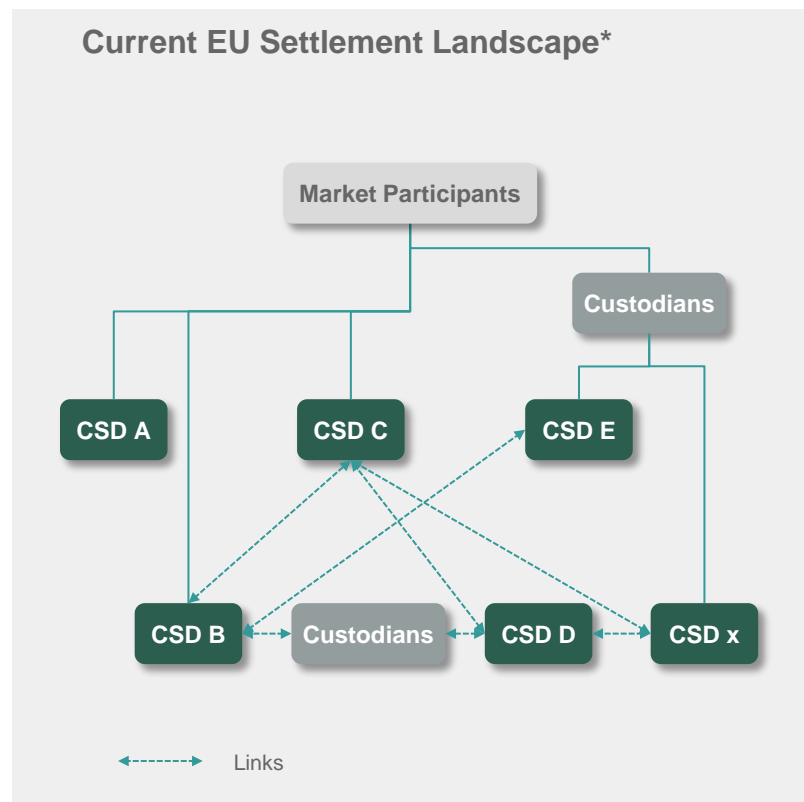 Current EU Settlement Landscape*
Market Participants
Custodians
CSD A
CSD C
CSD E
CSD B
Custodians
CSD D
CSD x
Links